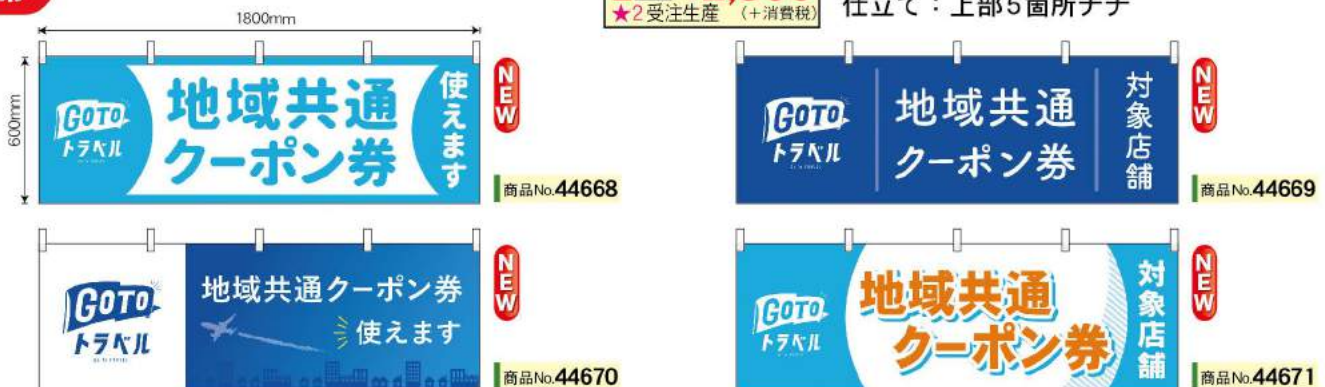 1800mm
★2受注生産 (+消費税)
仕立て:上部5箇所チチ
600mm
GOTO
トラベル
地域共通
クーポン券
使えます
NEW
商品No.44668
GOTO
トラベル
地域共通
クーポン券
対象店舗
NEW
商品No.44669
GOTO
トラベル
地域共通クーポン券
使えます
NEW
商品No.44670
GOTO
トラベル
地域共通
クーポン券
対象店舗
NEW
商品No.44671